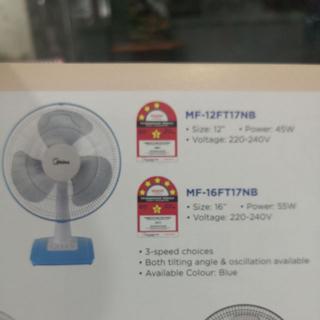 MF-12FT17NB
• Size: 12" • Power: 45W
• Voltage: 220-240V
Midea
MF-16FT17NB
• Size: 16" • Power: 55W
• Voltage: 220-240V
• 3-speed choices
• Both tilting angle & oscillation available
• Available Colour: Blue